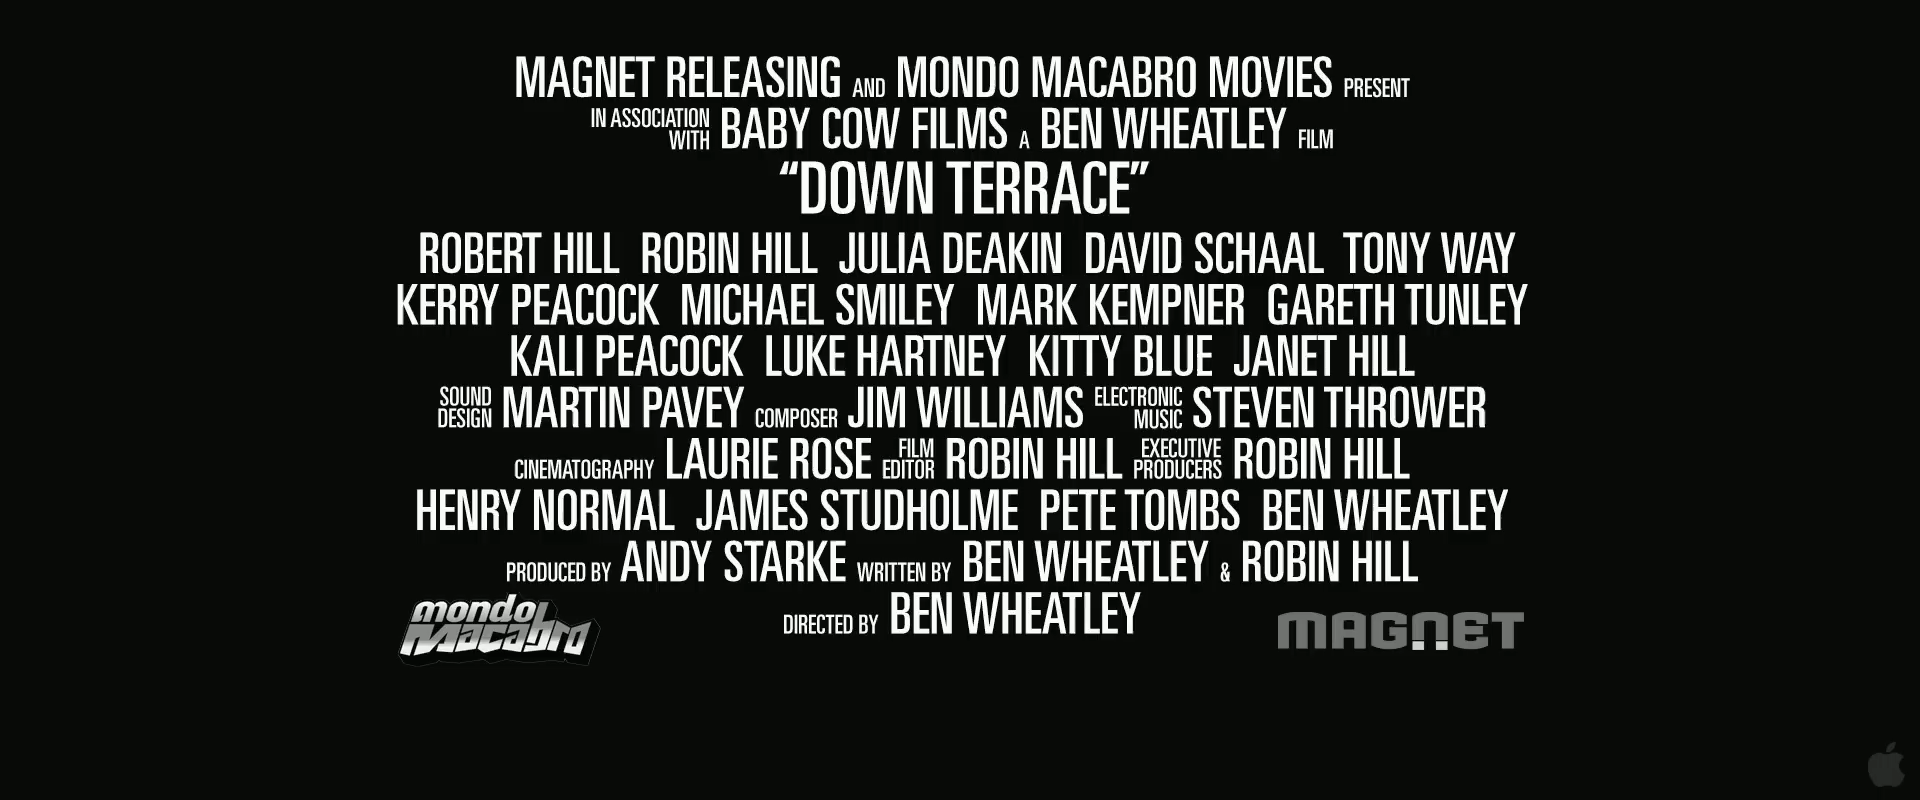 MAGNET RELEASING AND MONDO MACABRO MOVIES PRESENT
IN ASSOCIATION WITH BABY COW FILMS A BEN WHEATLEY FILM
“DOWN TERRACE”
ROBERT HILL ROBIN HILL JULIA DEAKIN DAVID SCHAAL TONY WAY
KERRY PEACOCK MICHAEL SMILEY MARK KEMPNER GARETH TUNLEY
KALI PEACOCK LUKE HARTNEY KITTY BLUE JANET HILL
SOUND DESIGN MARTIN PAVEY COMPOSER JIM WILLIAMS ELECTRONIC MUSIC STEVEN THROWER
CINEMATOGRAPHY LAURIE ROSE FILM EDITOR ROBIN HILL EXECUTIVE PRODUCERS ROBIN HILL
HENRY NORMAL JAMES STUDHOLME PETE TOMBS BEN WHEATLEY
PRODUCED BY ANDY STARKE WRITTEN BY BEN WHEATLEY & ROBIN HILL
DIRECTED BY BEN WHEATLEY
mondo macabro
MAGNET